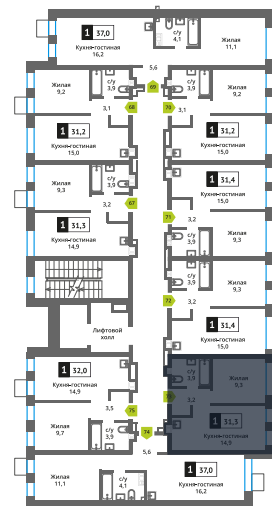 1 37,0
Кухня-гостиная
16,2
с/у
4,1
Жилая
11,1
5,6
69
Жилая
9,2
с/у
3,9
с/у
3,9
Жилая
9,2
3,1
68
70
3,1
1 31,2
Кухня-гостиная
15,0
1 31,2
Кухня-гостиная
15,0
Жилая
9,3
с/у
3,9
1 31,4
Кухня-гостиная
15,0
3,2
67
71
3,2
1 31,3
Кухня-гостиная
14,9
с/у
3,9
Жилая
9,3
с/у
3,9
Жилая
9,3
72
3,2
Лифтовой
холл
1 31,4
Кухня-гостиная
15,0
1 32,0
Кухня-гостиная
14,9
с/у
3,9
Жилая
9,3
3,5
75
3,2
Жилая
9,7
с/у
3,9
74
1 31,3
Кухня-гостиная
14,9
5,6
Жилая
11,1
с/у
4,1
1 37,0
Кухня-гостиная
16,2